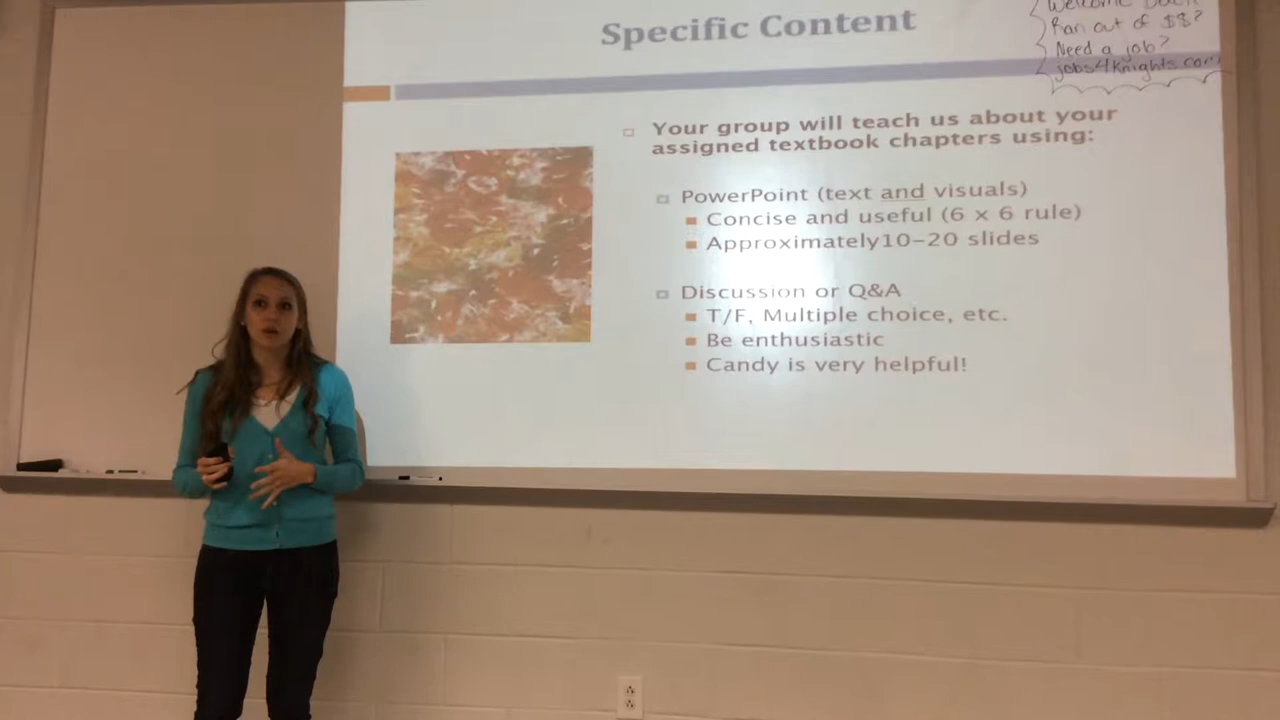 Specific Content
Ran out of $$?
Need a job?
jobs4knights.com
Your group will teach us about your
assigned textbook chapters using:
PowerPoint (text and visuals)
Concise and useful (6 x 6 rule)
Approximately10-20 slides
Discussion or Q&A
T/F, Multiple choice, etc.
Be enthusiastic
Candy is very helpful!